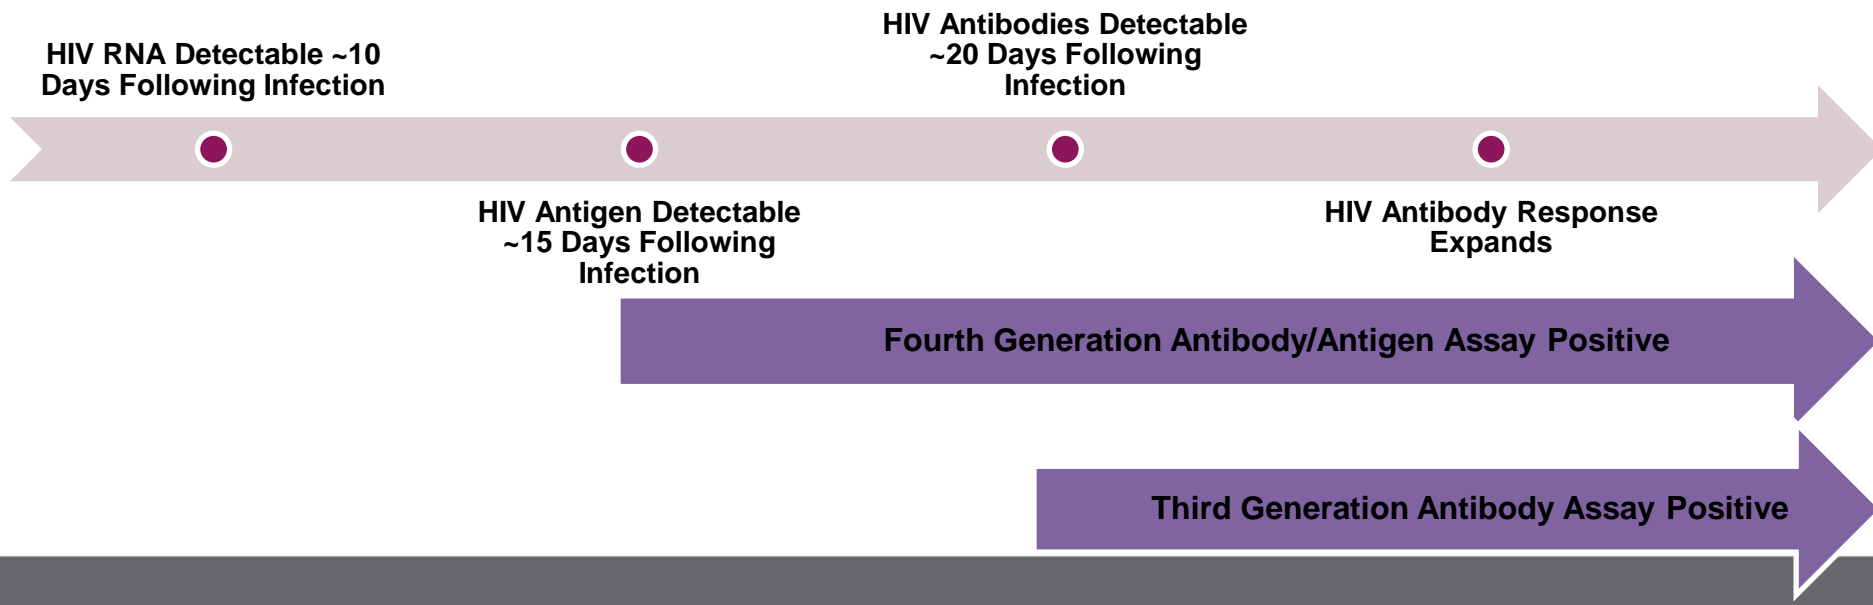 HIV RNA Detectable ~10
Days Following Infection
HIV Antigen Detectable
~15 Days Following
Infection
HIV Antibodies Detectable
~20 Days Following
Infection
HIV Antibody Response
Expands
Fourth Generation Antibody/Antigen Assay Positive
Third Generation Antibody Assay Positive